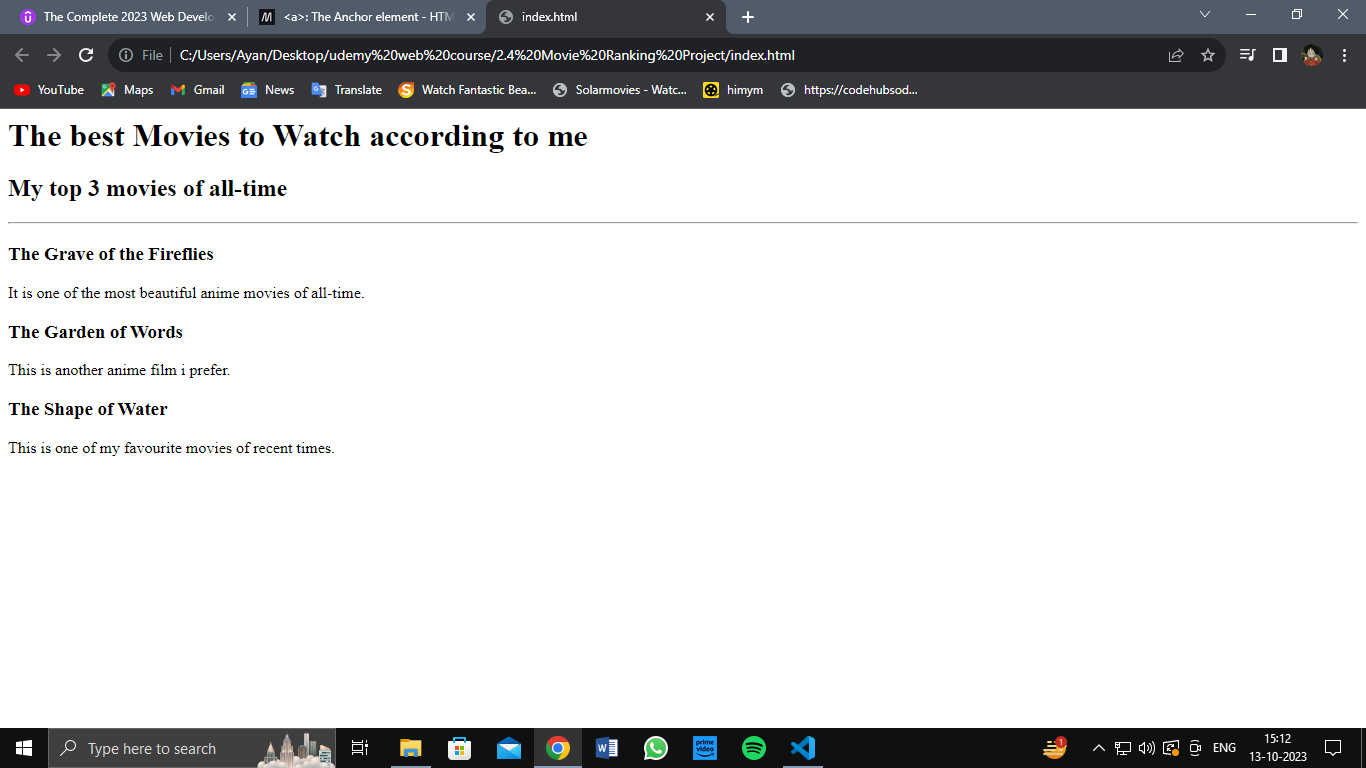 The Complete 2023 Web Develo
<a>: The Anchor element - HTM
index.html
File
C:/Users/Ayan/Desktop/udemy%20web%20course/2.4%20Movie%20Ranking%20Project/index.html
YouTube
Maps
Gmail
News
Translate
Watch Fantastic Bea...
Solarmovies - Watc...
himym
https://codehubsod...
The best Movies to Watch according to me
My top 3 movies of all-time
The Grave of the Fireflies
It is one of the most beautiful anime movies of all-time.
The Garden of Words
This is another anime film i prefer.
The Shape of Water
This is one of my favourite movies of recent times.
Type here to search
prime video
1
ENG
15:12
13-10-2023